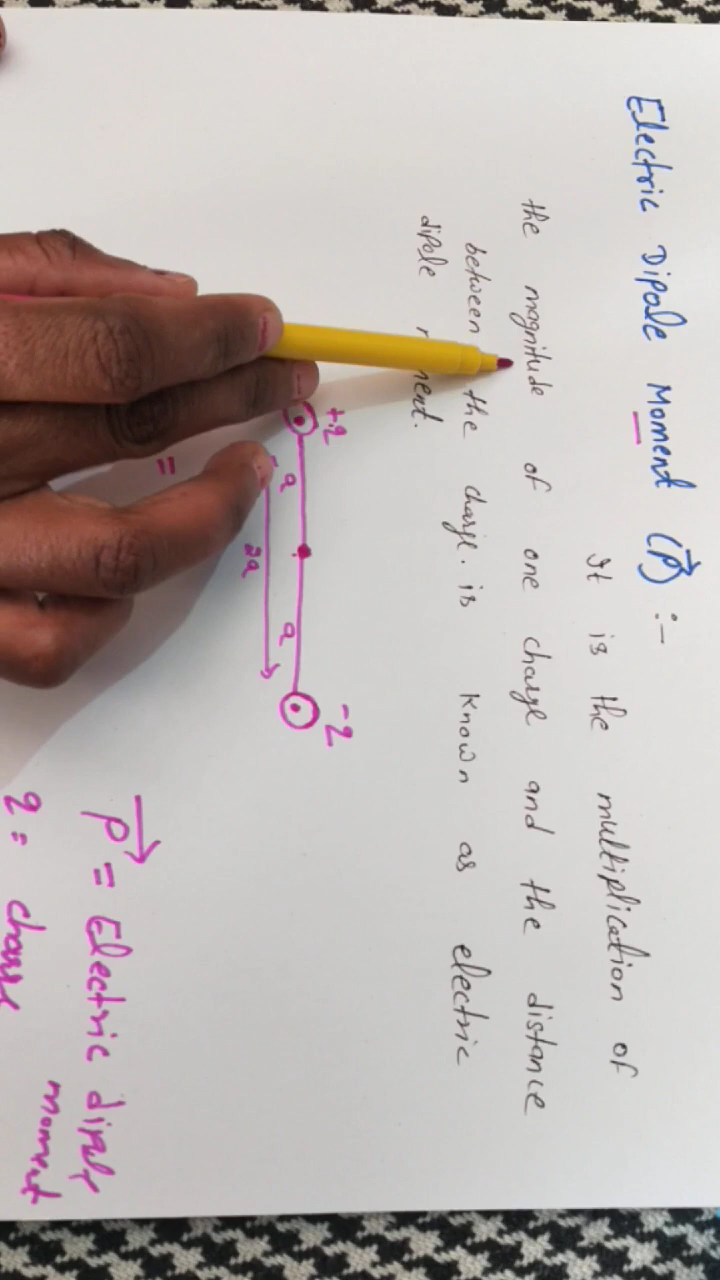 Electric Dipole Moment (P⃗) :-
It is the multiplication of
the magnitude of one charge and the distance
between the charge. is known as electric
dipole
+q -q
a a
2a
=
P⃗ = Electric dipole
moment
q = charge